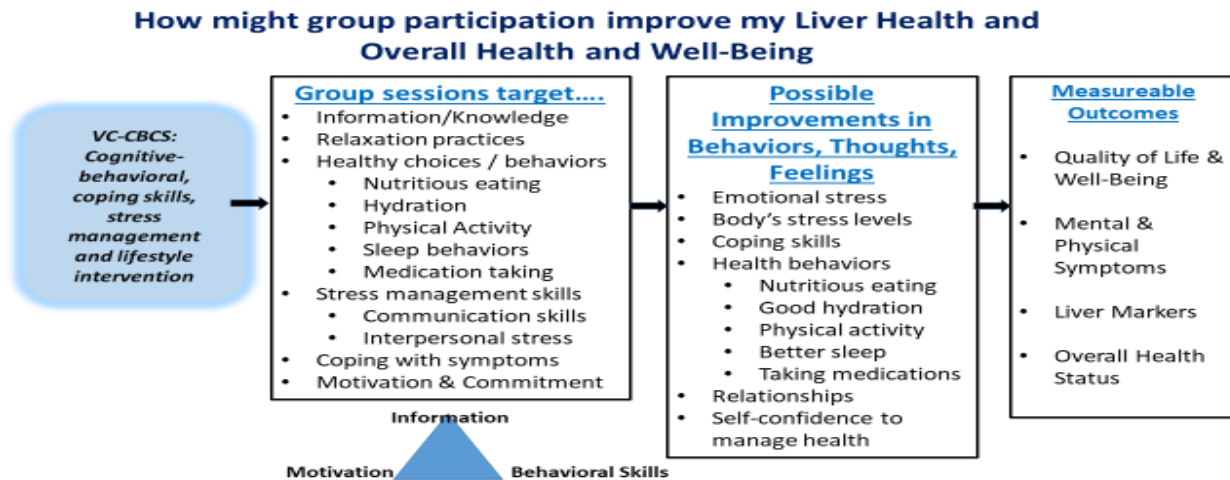 How might group participation improve my Liver Health and
Overall Health and Well-Being
VC-CBCS:
Cognitive-
behavioral,
coping skills,
stress
management
and lifestyle
intervention
Group sessions target....
• Information/Knowledge
• Relaxation practices
• Healthy choices / behaviors
• Nutritious eating
• Hydration
• Physical Activity
• Sleep behaviors
• Medication taking
• Stress management skills
• Communication skills
• Interpersonal stress
• Coping with symptoms
• Motivation & Commitment
Information
Motivation
Behavioral Skills
Possible
Improvements in
Behaviors, Thoughts,
Feelings
• Emotional stress
• Body's stress levels
• Coping skills
• Health behaviors
• Nutritious eating
• Good hydration
• Physical activity
• Better sleep
• Taking medications
• Relationships
• Self-confidence to
manage health
Measureable
Outcomes
• Quality of Life &
Well-Being
• Mental &
Physical
Symptoms
• Liver Markers
• Overall Health
Status